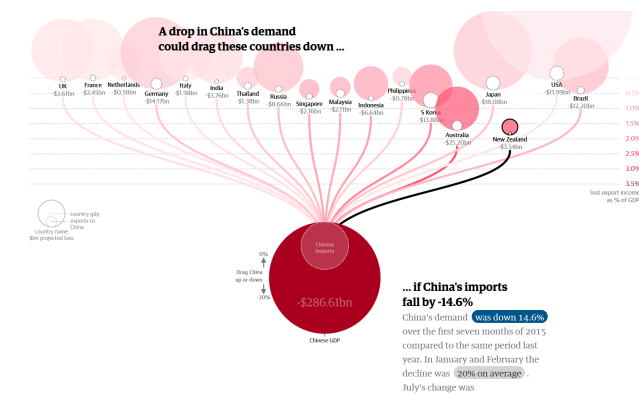 A drop in China's demand
could drag these countries down ...
UK
-$3.61bn
France
-$2.45bn
Netherlands
-$0.58bn
Germany
-$14.17bn
Italy
-$1.98bn
India
-$3.76bn
Thailand
-$1.38bn
Russia
-$8.66bn
Singapore
-$2.16bn
Malaysia
-$2.11bn
Indonesia
-$6.64bn
Philippines
-$0.78bn
S Korea
-$13.88bn
Australia
-$25.20bn
Japan
-$18.08bn
New Zealand
-$3.54bn
USA
-$11.99bn
Brazil
-$12.20bn
0.5%
1.0%
1.5%
2.0%
2.5%
3.0%
3.5%
lost export income
as % of GDP
country gdp
exports to
China
country name
$bn projected loss
Chinese
imports
0%
Drag China
up or down
-30%
-$286.61bn
Chinese GDP
... if China's imports
fall by -14.6%
China's demand was down 14.6%
over the first seven months of 2015
compared to the same period last
year. In January and February the
decline was 20% on average .
July's change was